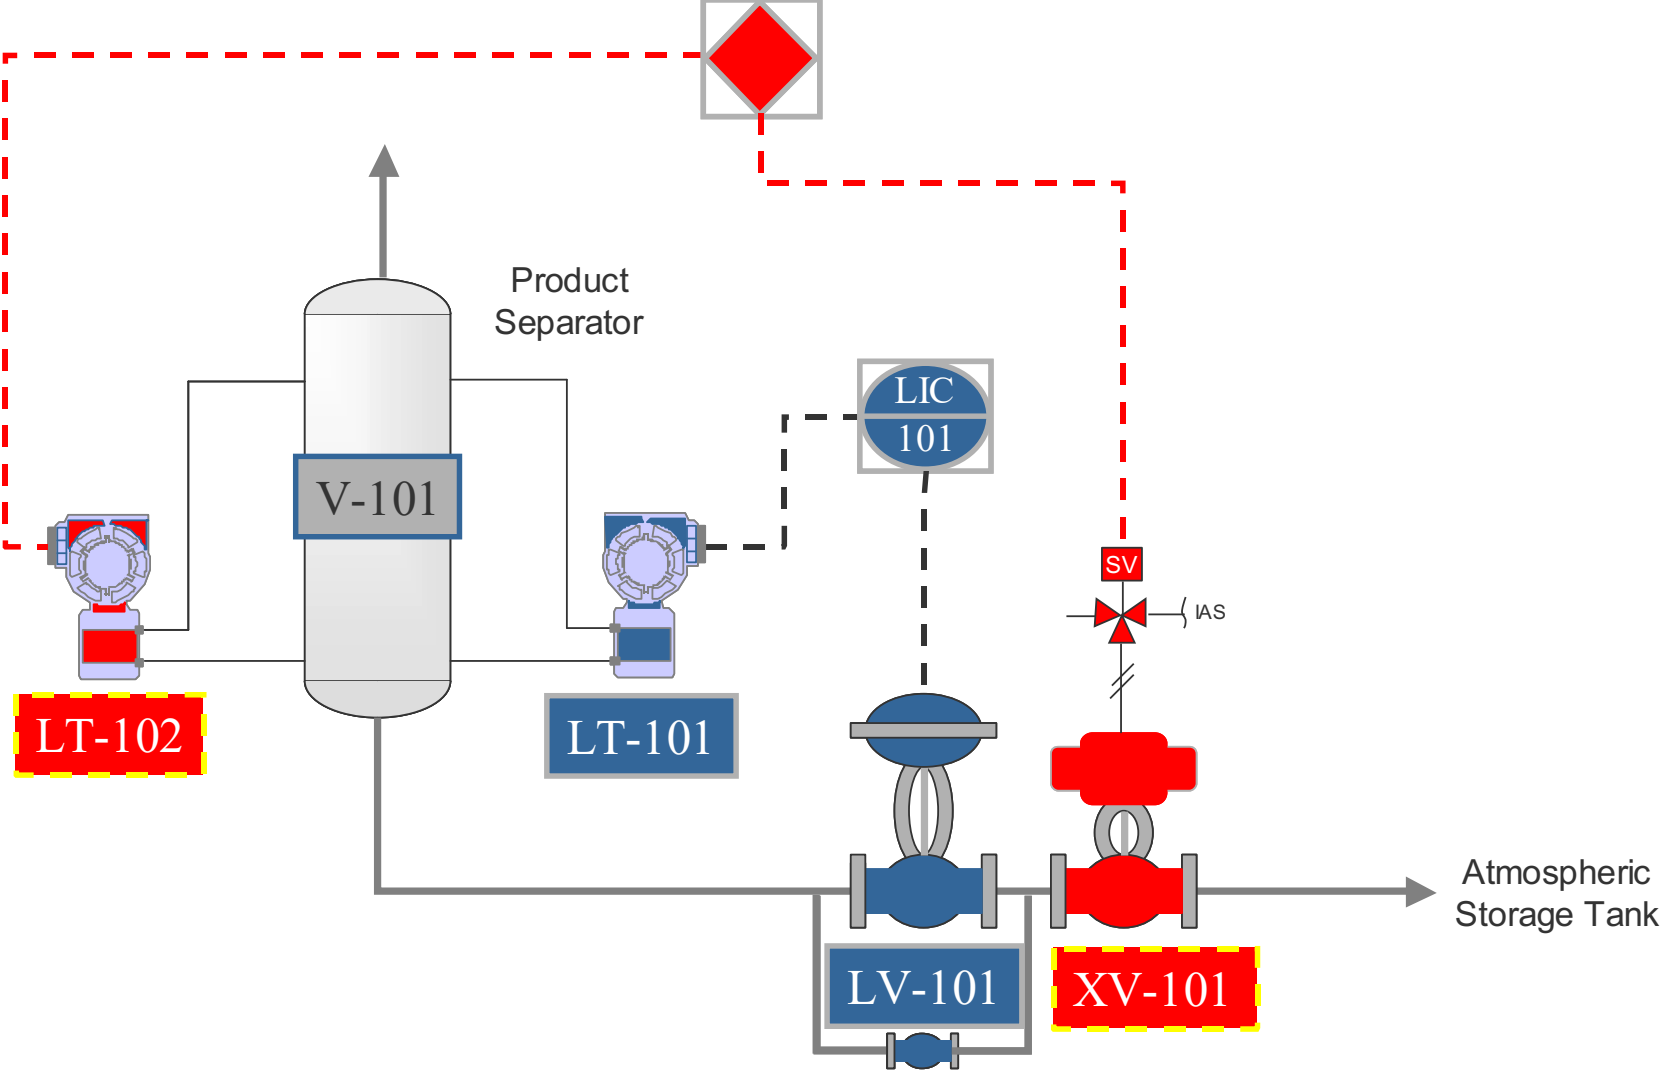 Product
Separator
LIC
101
V-101
SV
IAS
LT-102
LT-101
Atmospheric
Storage Tank
LV-101
XV-101